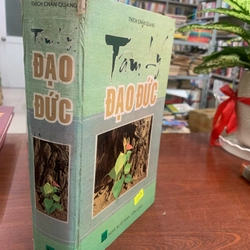 THÍCH CHÂN QUANG
Tâm Lý
ĐẠO
ĐỨC
THÍCH CHÂN QUANG
Tâm Lý
ĐẠO ĐỨC